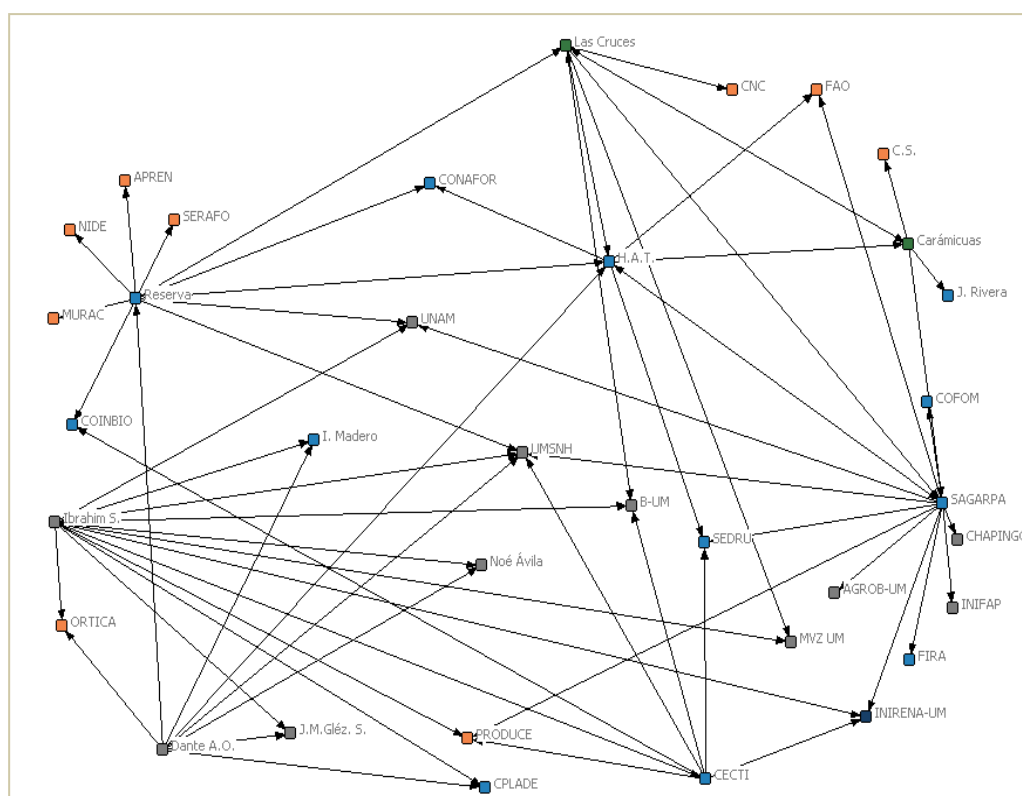 Las Cruces
CNC
FAO
C.S.
APREN
CONAFOR
SERAFO
NIDE
Carámicuas
H.A.T.
Reserva
J. Rivera
MURAC
UNAM
COFOM
COINBIO
I. Madero
UMSNH
B-UM
SAGARPA
Ibrahim S.
SEDRU
CHAPINGO
Noé Ávila
AGROB-UM
INIFAP
ORTICA
MVZ UM
FIRA
INIRENA-UM
J.M.Gléz. S.
PRODUCE
Dante A.O.
CECTI
CPLADE